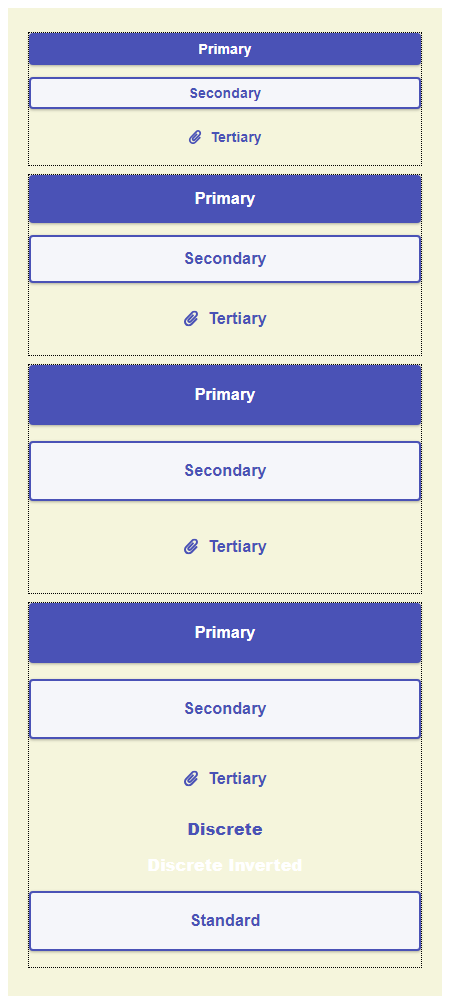 Primary
Secondary
Tertiary
Primary
Secondary
Tertiary
Primary
Secondary
Tertiary
Primary
Secondary
Tertiary
Discrete
Discrete Inverted
Standard